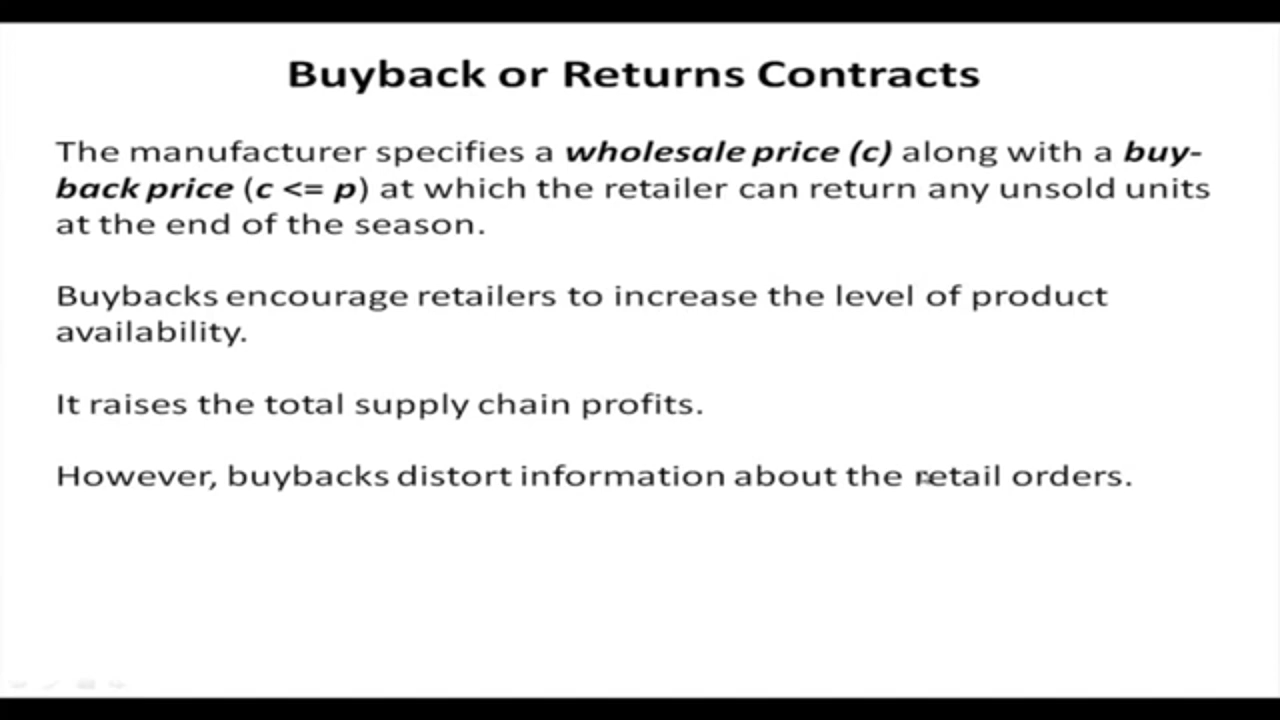 Buyback or Returns Contracts
The manufacturer specifies a wholesale price (c) along with a buy-
back price (c <= p) at which the retailer can return any unsold units
at the end of the season.
Buybacks encourage retailers to increase the level of product
availability.
It raises the total supply chain profits.
However, buybacks distort information about the retail orders.